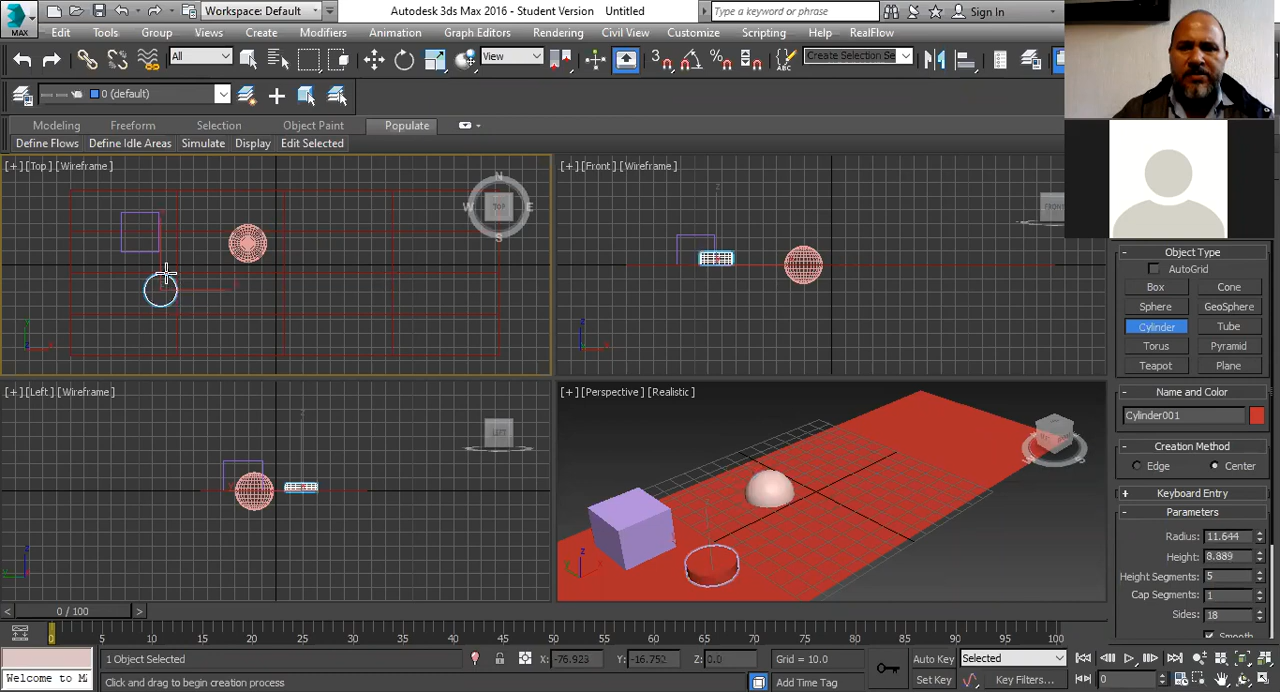 Workspace: Default
Autodesk 3ds Max 2016 - Student Version Untitled
Type a keyword or phrase
Sign In
MAX
Edit Tools Group Views Create Modifiers Animation Graph Editors Rendering Civil View Customize Scripting Help RealFlow
All
View
3
Create Selection Se
0 (default)
Modeling Freeform Selection Object Paint Populate
Define Flows Define Idle Areas Simulate Display Edit Selected
[+] [Top] [Wireframe]
N
W TOP E
S
[+] [Front] [Wireframe]
FRONT
[+] [Left] [Wireframe]
LEFT
[+] [Perspective] [Realistic]
Object Type
AutoGrid
Box Cone
Sphere GeoSphere
Cylinder Tube
Torus Pyramid
Teapot Plane
Name and Color
Cylinder001
Creation Method
Edge Center
Keyboard Entry
Parameters
Radius: 11.644
Height: 8.889
Height Segments: 5
Cap Segments: 1
Sides: 18
Smooth
< 0 / 100 >
0 5 10 15 20 25 30 35 40 45 50 55 60 65 70 75 80 85 90 95 100
1 Object Selected
X: -76.923 Y: -16.752 Z: 0.0
Grid = 10.0
Auto Key Selected
Welcome to M
Click and drag to begin creation process
Add Time Tag
Set Key Key Filters...
0